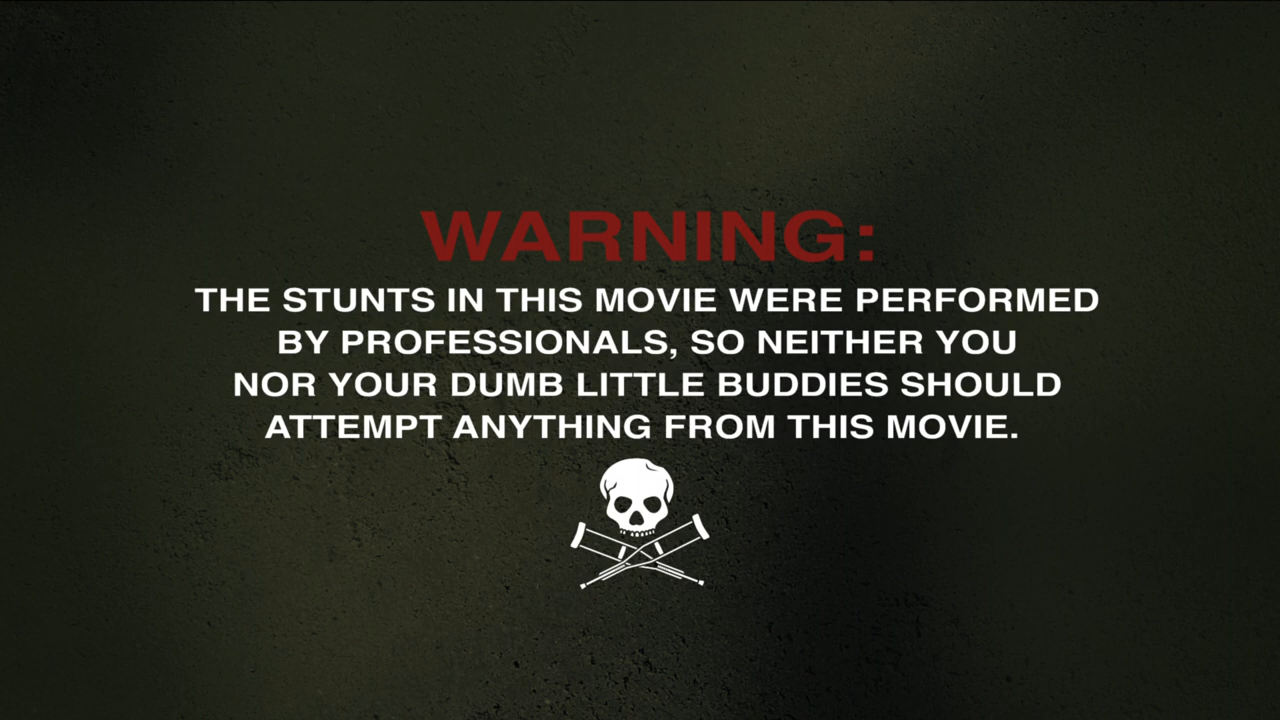 WARNING:
THE STUNTS IN THIS MOVIE WERE PERFORMED
BY PROFESSIONALS, SO NEITHER YOU
NOR YOUR DUMB LITTLE BUDDIES SHOULD
ATTEMPT ANYTHING FROM THIS MOVIE.